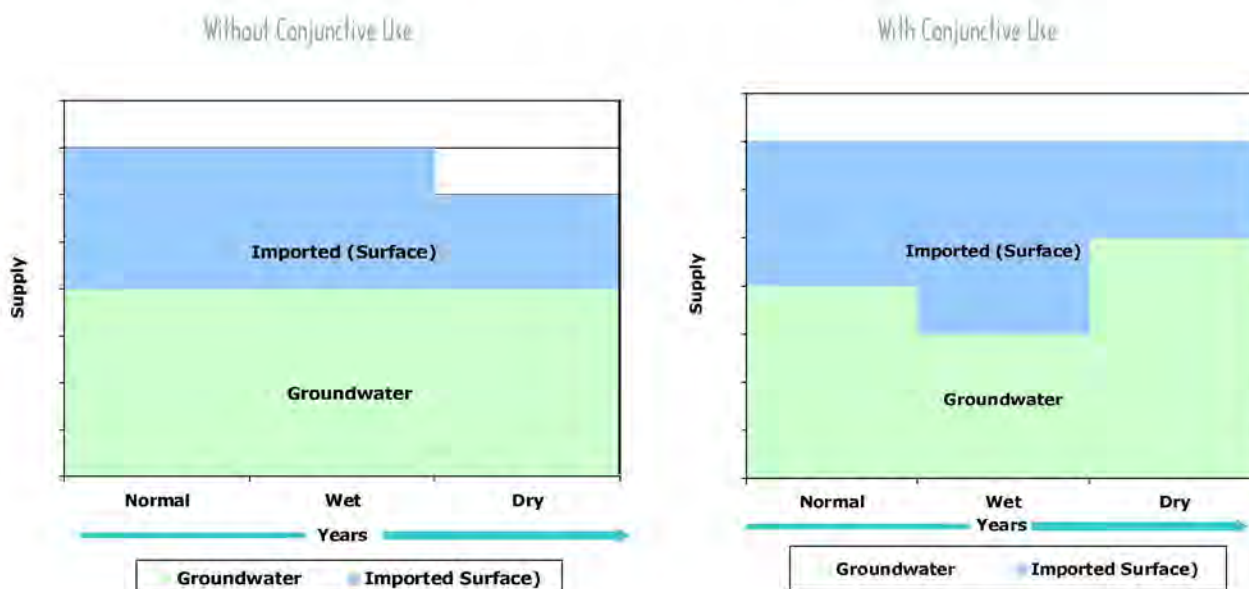 Without Conjunctive Use
Supply
Imported (Surface)
Groundwater
Normal Wet Dry
Years
Groundwater Imported Surface)
With Conjunctive Use
Supply
Imported (Surface)
Groundwater
Normal Wet Dry
Years
Groundwater Imported Surface)